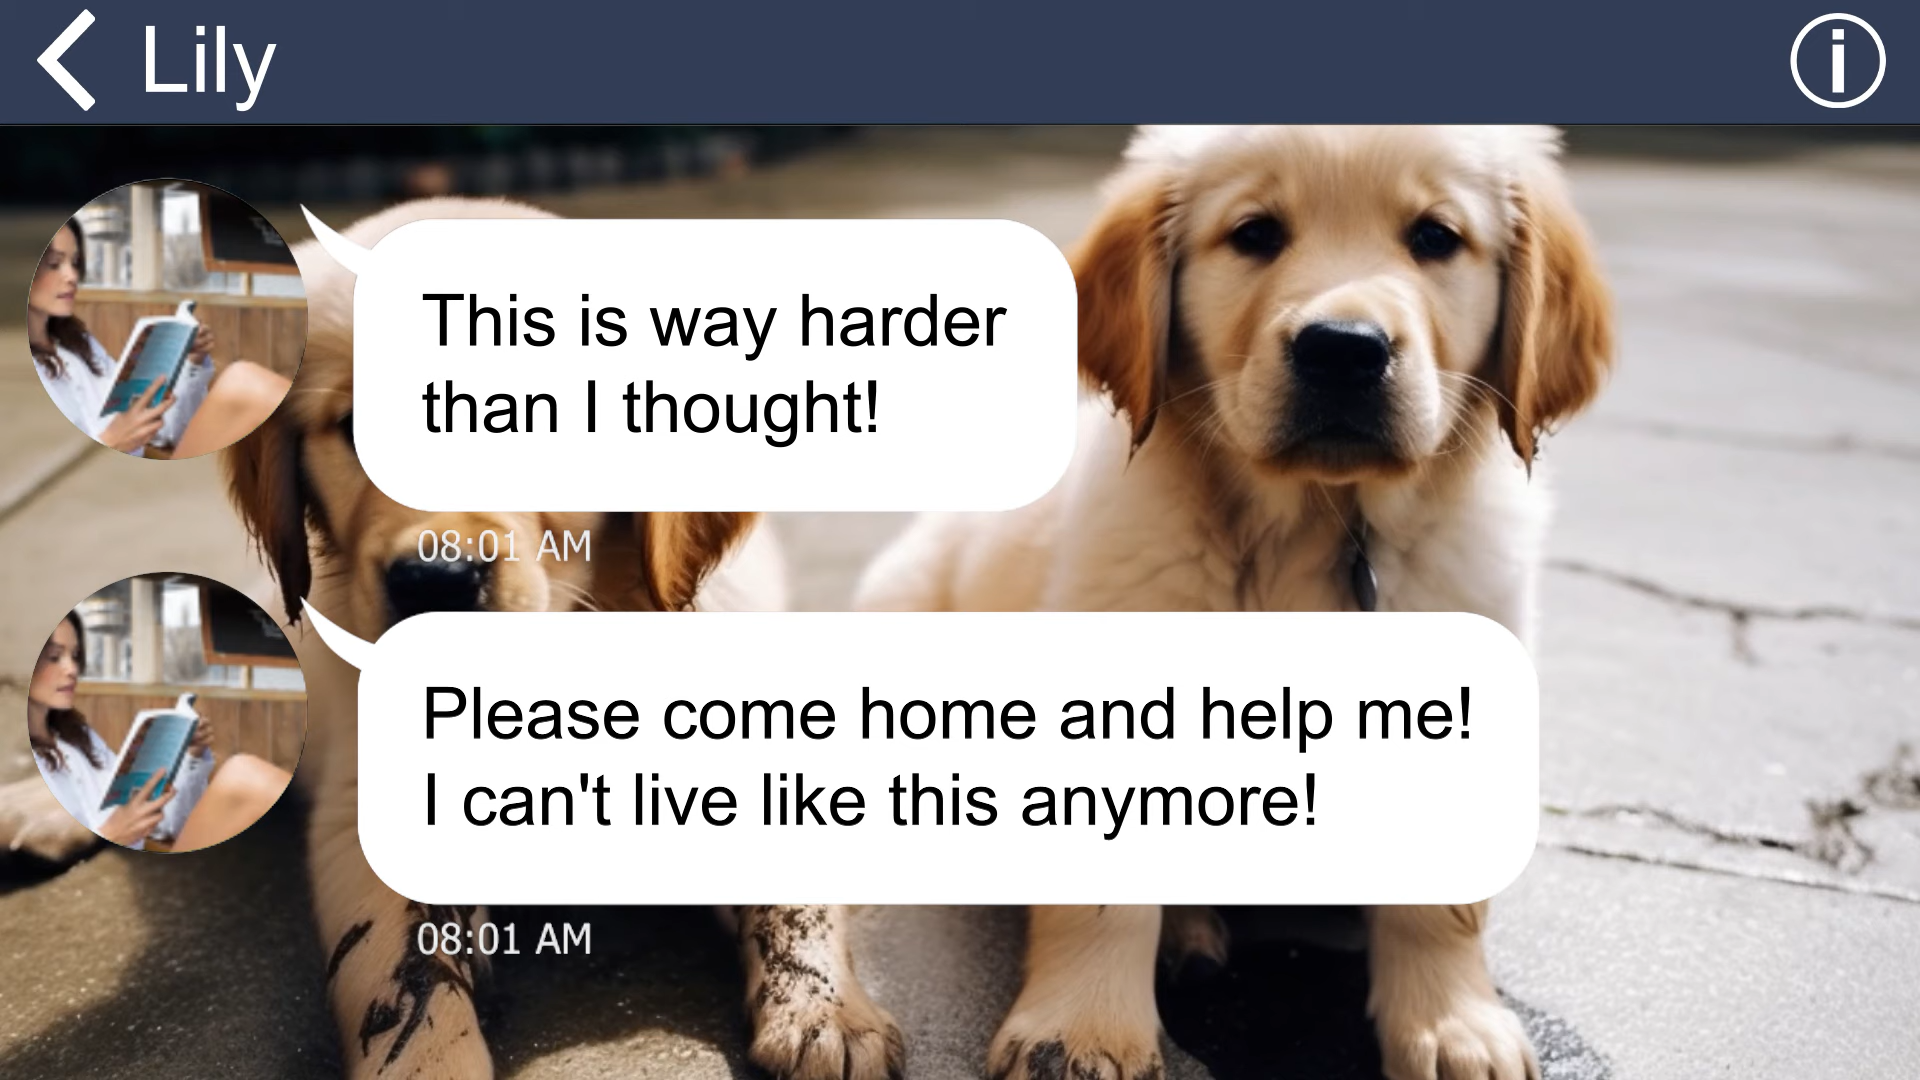 Lily
This is way harder
than I thought!
08:01 AM
Please come home and help me!
I can't live like this anymore!
08:01 AM